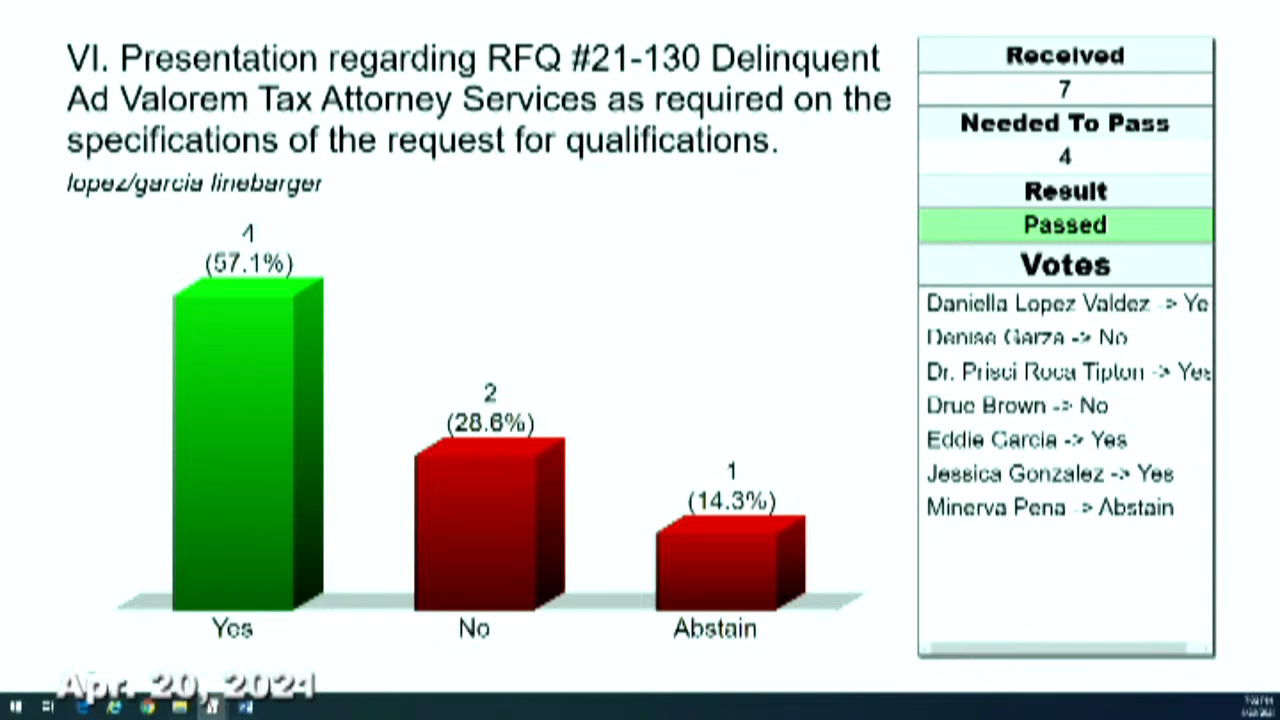 VI. Presentation regarding RFQ #21-130 Delinquent
Ad Valorem Tax Attorney Services as required on the
specifications of the request for qualifications.
lopez/garcia linebarger
4
(57.1%)
2
(28.6%)
1
(14.3%)
Yes
No
Abstain
Received
7
Needed To Pass
4
Result
Passed
Votes
Daniella Lopez Valdez -> Ye
Denise Garza -> No
Dr. Prisci Roca Tipton -> Yes
Drue Brown -> No
Eddie Garcia -> Yes
Jessica Gonzalez -> Yes
Minerva Pena -> Abstain
Apr. 20, 2021